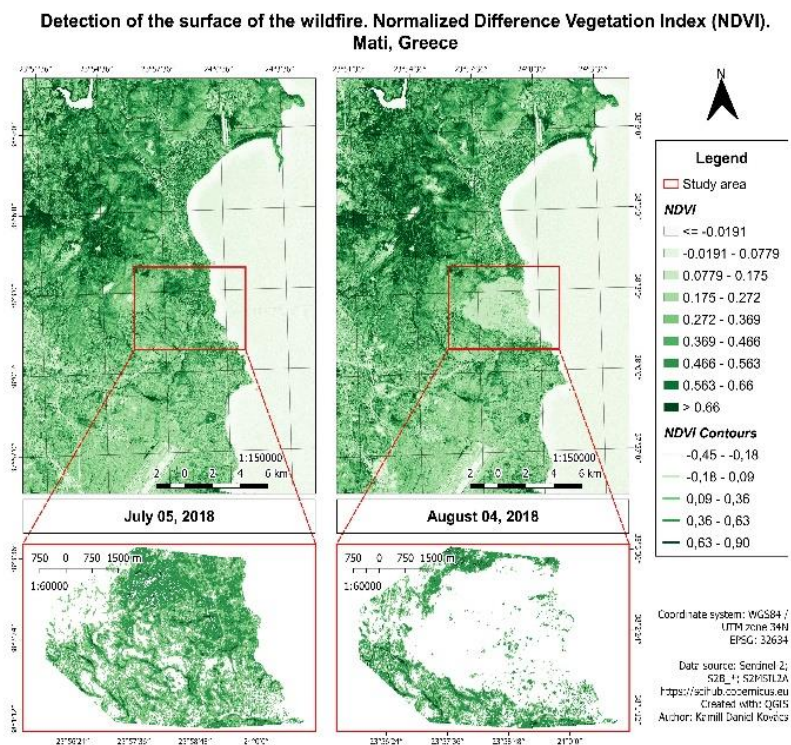 Detection of the surface of the wildfire. Normalized Difference Vegetation Index (NDVI).
Mati, Greece
N
Legend
Study area
NDVI
<= -0.0191
-0.0191 - 0.0779
0.0779 - 0.175
0.175 - 0.272
0.272 - 0.369
0.369 - 0.466
0.466 - 0.563
0.563 - 0.66
> 0.66
NDVI Contours
-0,45 - -0,18
-0,18 - 0,09
0,09 - 0,36
0,36 - 0,63
0,63 - 0,90
1:150000
2 0 2 4 6 km
1:150000
2 0 2 4 6 km
July 05, 2018
August 04, 2018
750 0 750 1500 m
1:60000
750 0 750 1500 m
1:60000
Coordinate system: WGS84 /
UTM zone 34N
EPSG: 32634
Data source: Sentinel 2;
S2B_*; S2MSIL2A
https://scihub.copernicus.eu
Created with: QGIS
Author: Kamill Daniel Kovács